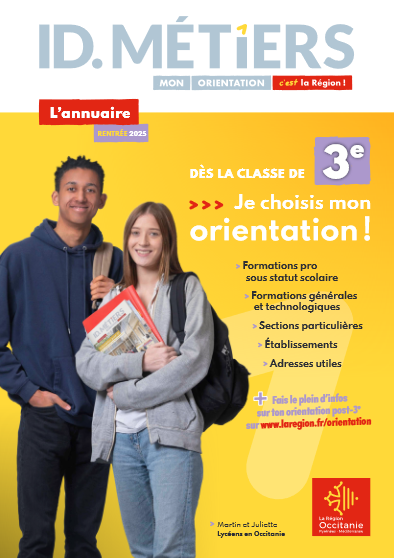 ID.MÉTiERS
MON ORIENTATION c'est la Région !
L'annuaire
RENTRÉE 2025
DÈS LA CLASSE DE 3e
>>> Je choisis mon
orientation !
> Formations pro
sous statut scolaire
> Formations générales
et technologiques
> Sections particulières
> Établissements
> Adresses utiles
+ Fais le plein d'infos
sur ton orientation post-3e
sur www.laregion.fr/orientation
1
> Martin et Juliette
Lycéens en Occitanie
La Région
Occitanie
Pyrénées - Méditerranée